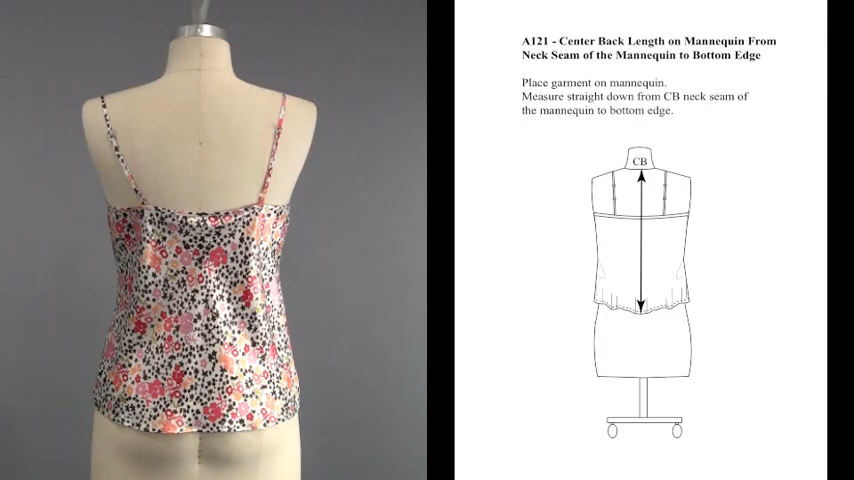 A121 - Center Back Length on Mannequin From
Neck Seam of the Mannequin to Bottom Edge
Place garment on mannequin.
Measure straight down from CB neck seam of
the mannequin to bottom edge.
CB